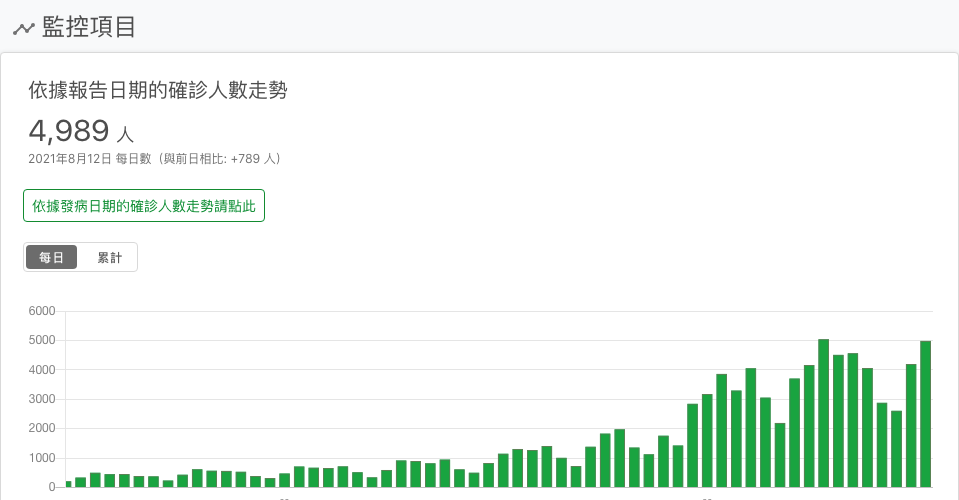 監控項目
依據報告日期的確診人數走勢
4,989 人
2021年8月12日 每日數（與前日相比: +789 人）
依據發病日期的確診人數走勢請點此
每日 累計
6000
5000
4000
3000
2000
1000
0